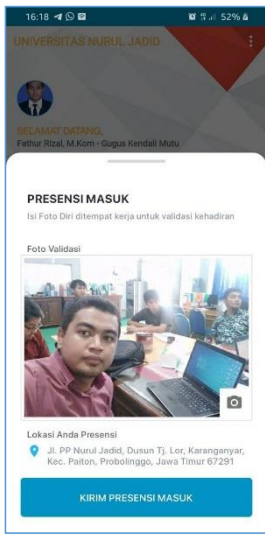 16:18
52%
UNIVERSITAS NURUL JADID
SELAMAT DATANG,
Fathur Rizal, M.Kom - Gugus Kendali Mutu
PRESENSI MASUK
Isi Foto Diri ditempat kerja untuk validasi kehadiran
Foto Validasi
Lokasi Anda Presensi
Jl. PP Nurul Jadid, Dusun Tj. Lor, Karanganyar,
Kec. Paiton, Probolinggo, Jawa Timur 67291
KIRIM PRESENSI MASUK